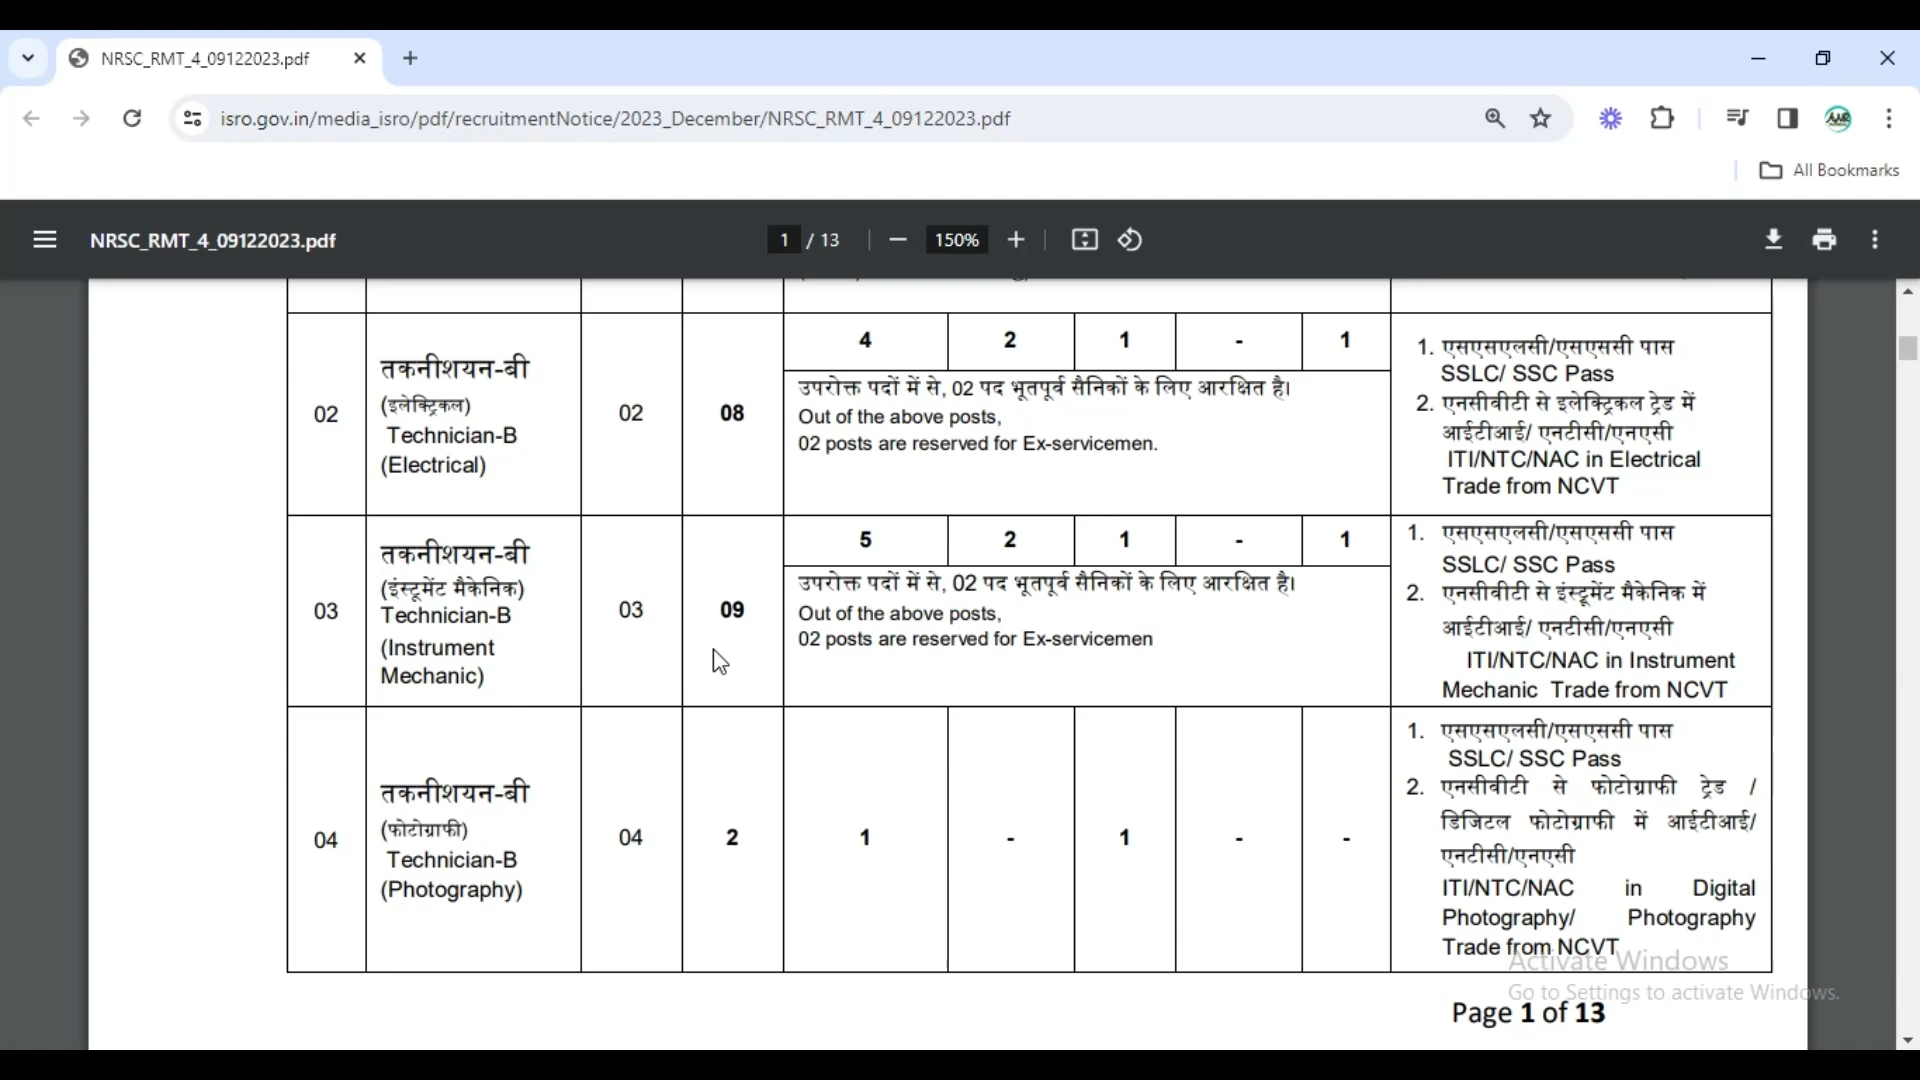 NRSC_RMT_4_09122023.pdf
isro.gov.in/media_isro/pdf/recruitmentNotice/2023_December/NRSC_RMT_4_09122023.pdf
All Bookmarks
NRSC_RMT_4_09122023.pdf
1 / 13
150%
02
तकनीशयन-बी
(इलेक्ट्रिकल)
Technician-B
(Electrical)
02
08
4 2 1 - 1
उपरोक्त पदों में से, 02 पद भूतपूर्व सैनिकों के लिए आरक्षित है।
Out of the above posts,
02 posts are reserved for Ex-servicemen.
1. एसएसएलसी/एसएससी पास
SSLC/ SSC Pass
2. एनसीवीटी से इलेक्ट्रिकल ट्रेड में
आईटीआई/ एनटीसी/एनएसी
ITI/NTC/NAC in Electrical
Trade from NCVT
03
तकनीशयन-बी
(इंस्ट्रूमेंट मैकेनिक)
Technician-B
(Instrument
Mechanic)
03
09
5 2 1 - 1
उपरोक्त पदों में से, 02 पद भूतपूर्व सैनिकों के लिए आरक्षित है।
Out of the above posts,
02 posts are reserved for Ex-servicemen
1. एसएसएलसी/एसएससी पास
SSLC/ SSC Pass
2. एनसीवीटी से इंस्ट्रूमेंट मैकेनिक में
आईटीआई/ एनटीसी/एनएसी
ITI/NTC/NAC in Instrument
Mechanic Trade from NCVT
04
तकनीशयन-बी
(फोटोग्राफी)
Technician-B
(Photography)
04
2
1 - 1 - -
1. एसएसएलसी/एसएससी पास
SSLC/ SSC Pass
2. एनसीवीटी से फोटोग्राफी ट्रेड /
डिजिटल फोटोग्राफी में आईटीआई/
एनटीसी/एनएसी
ITI/NTC/NAC in Digital
Photography/ Photography
Trade from NCVT
Activate Windows
Go to Settings to activate Windows.
Page 1 of 13